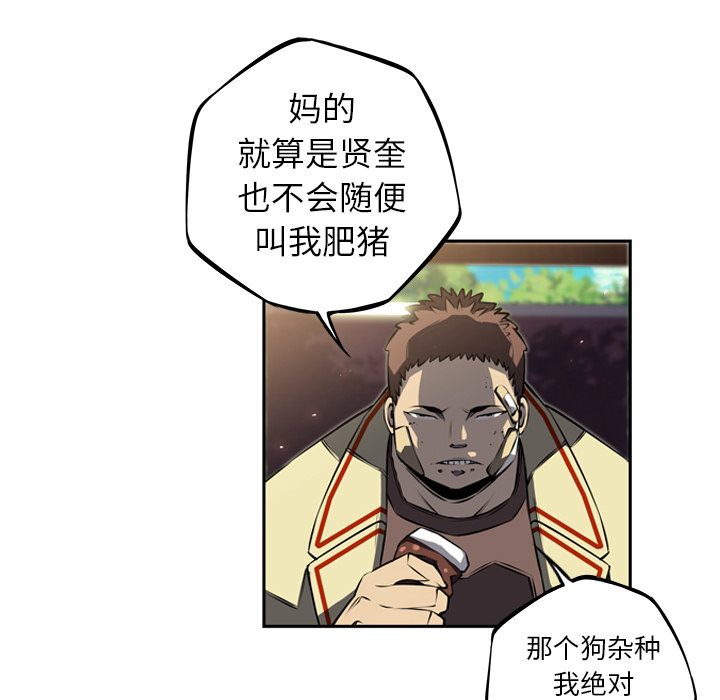 妈的
就算是贤奎
也不会随便
叫我肥猪
那个狗杂种
我绝对